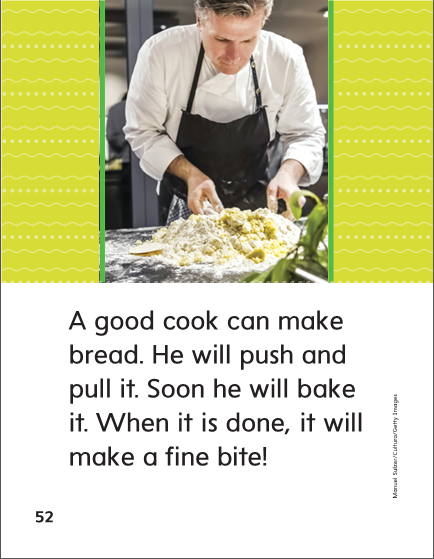 A good cook can make
bread. He will push and
pull it. Soon he will bake
it. When it is done, it will
make a fine bite!
Manuel Sulzer/Cultura/Getty Images
52